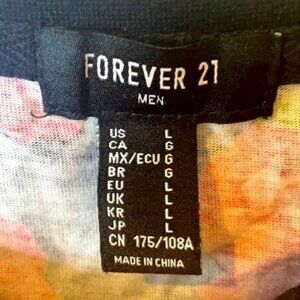 FOREVER 21
MEN
US L
CA G
MX/ECU G
BR G
EU L
UK L
KR L
JP L
CN 175/108A
MADE IN CHINA